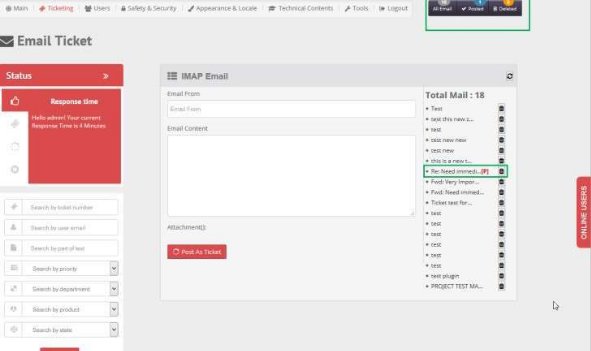 Main
Ticketing
Users
Safety & Security
Appearance & Locale
Technical Contents
Tools
Logout
All Email
Posted
Deleted
Email Ticket
Status »
Response time
Hello admin! Your current
Response Time is 4 Minutes
Search by ticket number
Search by user email
Search by part of text
Search by priority
Search by department
Search by product
Search by state
IMAP Email
Email From
Email From
Email Content
Attachment():
Post As Ticket
Total Mail : 18
Test
text this new z...
test
test new new
test new
this is a new t...
Re: Need immedi...[P]
Fwd: Very impor...
Fwd: Need immed...
Ticket test for...
test
test
test
test
test
test
test plugin
PROJECT TEST MA...
ONLINE USERS